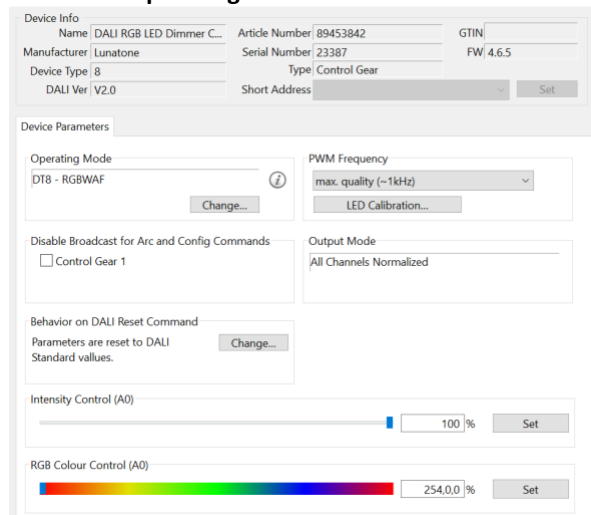 Device Info
Name DALI RGB LED Dimmer C... Article Number 89453842 GTIN
Manufacturer Lunatone Serial Number 23387 FW 4.6.5
Device Type 8 Type Control Gear
DALI Ver V2.0 Short Address Set
Device Parameters
Operating Mode
DT8 - RGBWAF
Change...
PWM Frequency
max. quality (~1kHz)
LED Calibration...
Disable Broadcast for Arc and Config Commands
Control Gear 1
Output Mode
All Channels Normalized
Behavior on DALI Reset Command
Parameters are reset to DALI
Standard vallues.
Change...
Intensity Control (A0)
100 % Set
RGB Colour Control (A0)
254,0,0 % Set